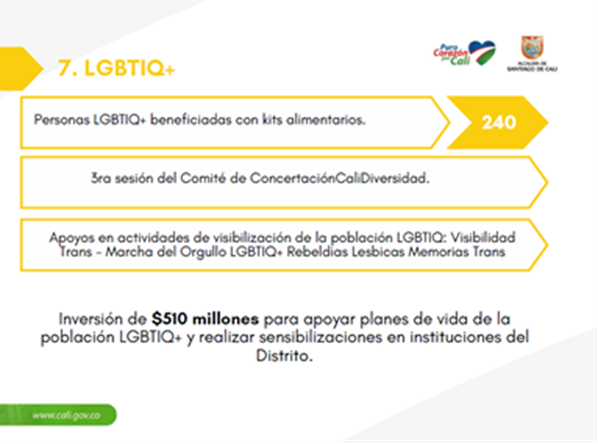 7. LGBTIQ+
Puro
Corazón
por
Cali
ALCALDÍA DE
SANTIAGO DE CALI
Personas LGBTIQ+ beneficiadas con kits alimentarios.
240
3ra sesión del Comité de ConcertaciónCaliDiversidad.
Apoyos en actividades de visibilización de la población LGBTIQ: Visibilidad
Trans - Marcha del Orgullo LGBTIQ+ Rebeldias Lesbicas Memorias Trans
Inversión de $510 millones para apoyar planes de vida de la
población LGBTIQ+ y realizar sensibilizaciones en instituciones del
Distrito.
www.cali.gov.co